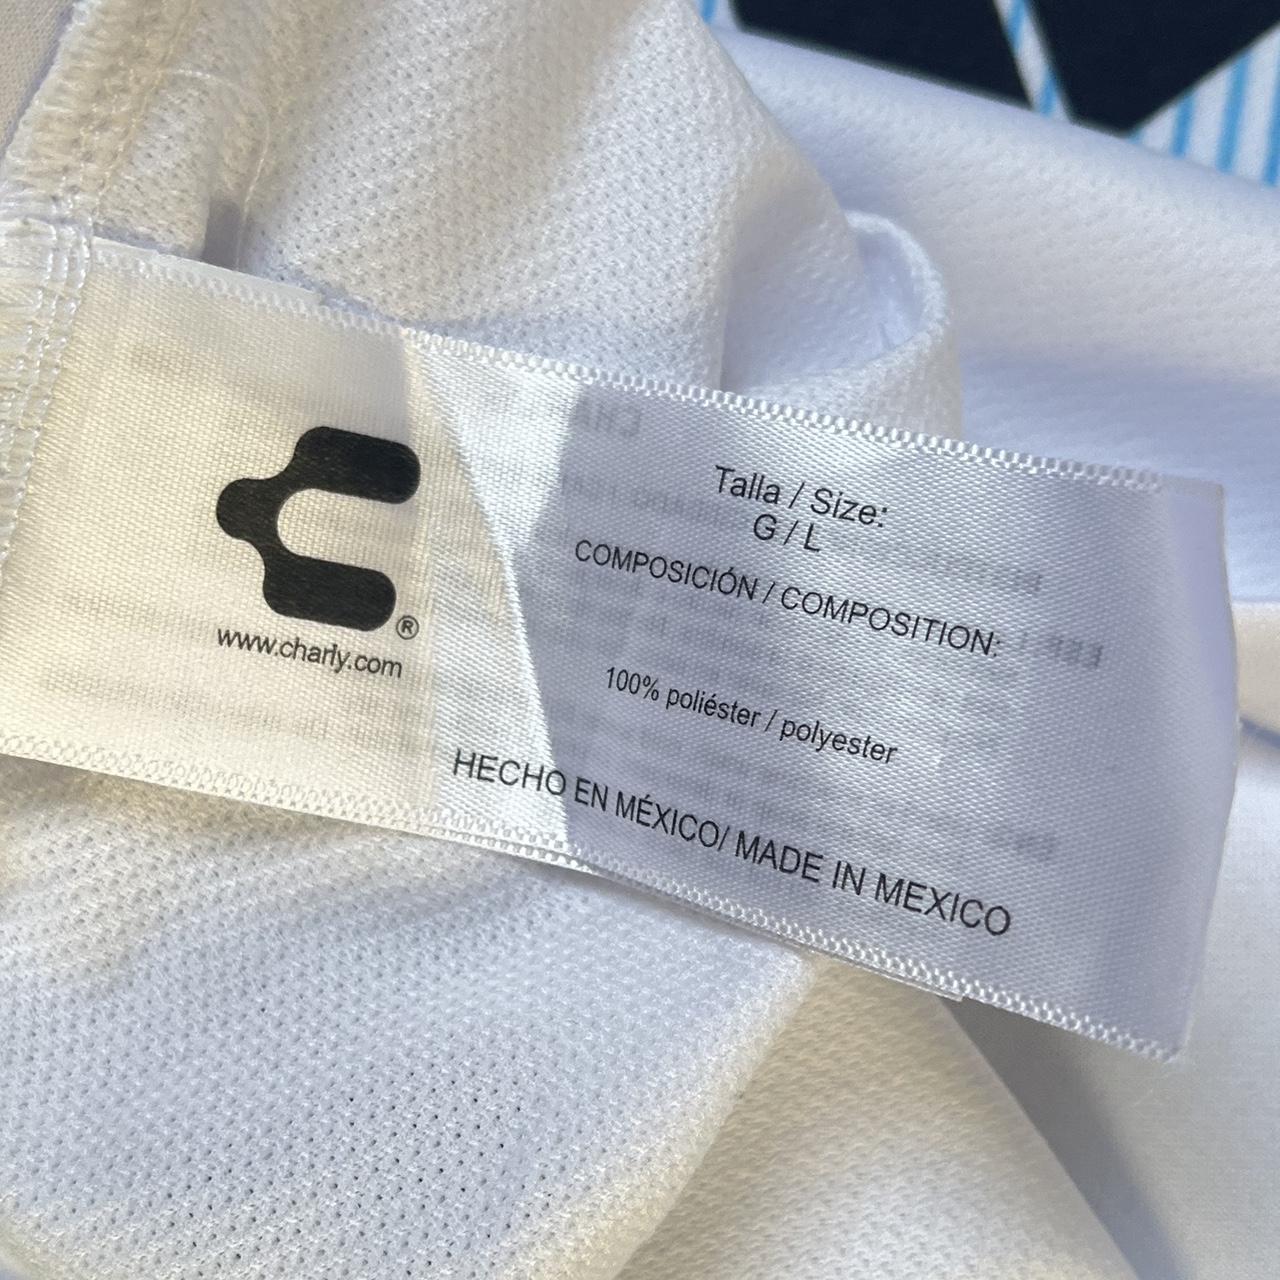 ®
www.charly.com
Talla / Size:
G / L
COMPOSICIÓN / COMPOSITION:
100% poliéster / polyester
HECHO EN MÉXICO/ MADE IN MEXICO